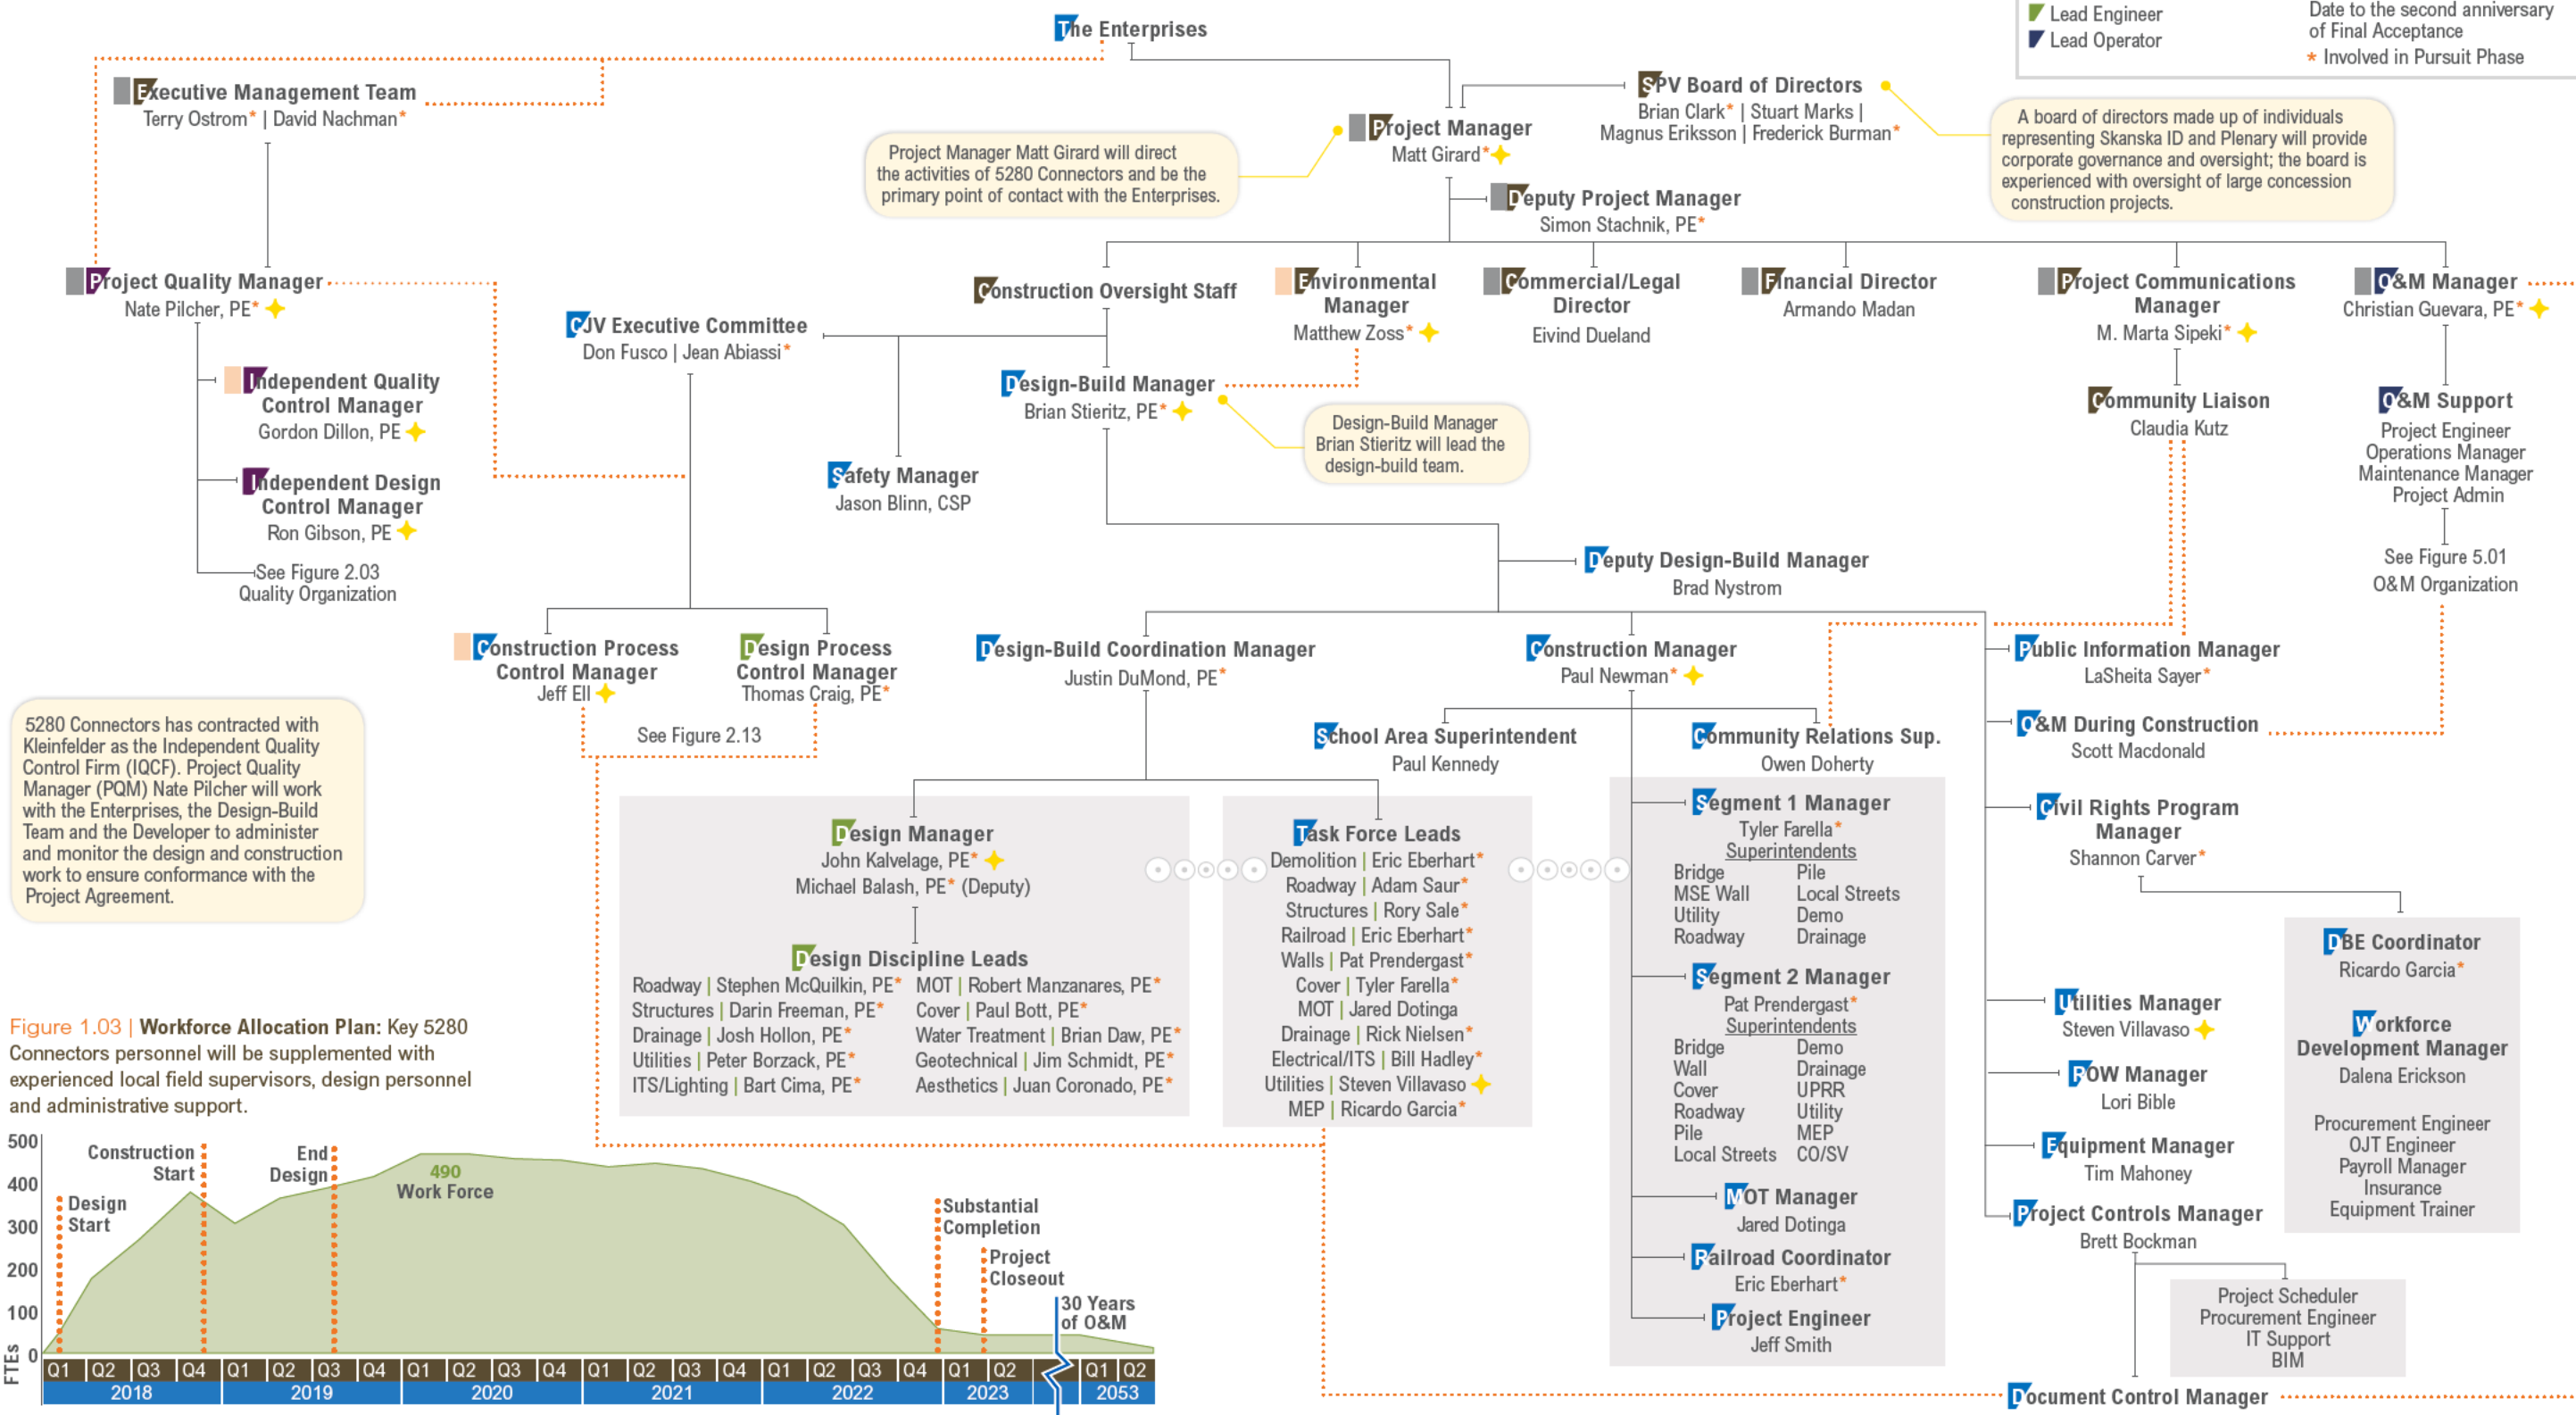 The Enterprises
Lead Engineer
Lead Operator
Date to the second anniversary
of Final Acceptance
* Involved in Pursuit Phase
Executive Management Team
Terry Ostrom* | David Nachman*
SPV Board of Directors
Brian Clark* | Stuart Marks |
Magnus Eriksson | Frederick Burman*
A board of directors made up of individuals
representing Skanska ID and Plenary will provide
corporate governance and oversight; the board is
experienced with oversight of large concession
construction projects.
Project Manager
Matt Girard*
Project Manager Matt Girard will direct
the activities of 5280 Connectors and be the
primary point of contact with the Enterprises.
Deputy Project Manager
Simon Stachnik, PE*
Project Quality Manager
Nate Pilcher, PE*
Independent Quality
Control Manager
Gordon Dillon, PE
Independent Design
Control Manager
Ron Gibson, PE
See Figure 2.03
Quality Organization
Construction Oversight Staff
CJV Executive Committee
Don Fusco | Jean Abiassi*
Environmental
Manager
Matthew Zoss*
Commercial/Legal
Director
Eivind Dueland
Financial Director
Armando Madan
Project Communications
Manager
M. Marta Sipeki*
O&M Manager
Christian Guevara, PE*
Design-Build Manager
Brian Stieritz, PE*
Design-Build Manager
Brian Stieritz will lead the
design-build team.
Safety Manager
Jason Blinn, CSP
Community Liaison
Claudia Kutz
O&M Support
Project Engineer
Operations Manager
Maintenance Manager
Project Admin
See Figure 5.01
O&M Organization
Deputy Design-Build Manager
Brad Nystrom
Construction Process
Control Manager
Jeff Ell
Design Process
Control Manager
Thomas Craig, PE*
See Figure 2.13
Design-Build Coordination Manager
Justin DuMond, PE*
Construction Manager
Paul Newman*
School Area Superintendent
Paul Kennedy
Community Relations Sup.
Owen Doherty
Public Information Manager
LaSheita Sayer*
O&M During Construction
Scott Macdonald
Civil Rights Program
Manager
Shannon Carver*
5280 Connectors has contracted with
Kleinfelder as the Independent Quality
Control Firm (IQCF). Project Quality
Manager (PQM) Nate Pilcher will work
with the Enterprises, the Design-Build
Team and the Developer to administer
and monitor the design and construction
work to ensure conformance with the
Project Agreement.
Design Manager
John Kalvelage, PE*
Michael Balash, PE* (Deputy)
Design Discipline Leads
Roadway | Stephen McQuilkin, PE* MOT | Robert Manzanares, PE*
Structures | Darin Freeman, PE* Cover | Paul Bott, PE*
Drainage | Josh Hollon, PE* Water Treatment | Brian Daw, PE*
Utilities | Peter Borzack, PE* Geotechnical | Jim Schmidt, PE*
ITS/Lighting | Bart Cima, PE* Aesthetics | Juan Coronado, PE*
Task Force Leads
Demolition | Eric Eberhart*
Roadway | Adam Saur*
Structures | Rory Sale*
Railroad | Eric Eberhart*
Walls | Pat Prendergast*
Cover | Tyler Farella*
MOT | Jared Dotinga
Drainage | Rick Nielsen*
Electrical/ITS | Bill Hadley*
Utilities | Steven Villavaso
MEP | Ricardo Garcia*
Segment 1 Manager
Tyler Farella*
Superintendents
Bridge Pile
MSE Wall Local Streets
Utility Demo
Roadway Drainage
Segment 2 Manager
Pat Prendergast*
Superintendents
Bridge Demo
Wall Drainage
Cover UPRR
Roadway Utility
Pile MEP
Local Streets CO/SV
MOT Manager
Jared Dotinga
Railroad Coordinator
Eric Eberhart*
Project Engineer
Jeff Smith
DBE Coordinator
Ricardo Garcia*
Workforce
Development Manager
Dalena Erickson
Procurement Engineer
OJT Engineer
Payroll Manager
Insurance
Equipment Trainer
Utilities Manager
Steven Villavaso
ROW Manager
Lori Bible
Equipment Manager
Tim Mahoney
Project Controls Manager
Brett Bockman
Project Scheduler
Procurement Engineer
IT Support
BIM
Document Control Manager
Figure 1.03 | Workforce Allocation Plan: Key 5280
Connectors personnel will be supplemented with
experienced local field supervisors, design personnel
and administrative support.
500
400
300
200
100
0
FTEs
Design
Start
Construction
Start
End
Design
490
Work Force
Substantial
Completion
Project
Closeout
30 Years
of O&M
Q1 Q2 Q3 Q4 Q1 Q2 Q3 Q4 Q1 Q2 Q3 Q4 Q1 Q2 Q3 Q4 Q1 Q2 Q3 Q4 Q1 Q2 Q1 Q2
2018 2019 2020 2021 2022 2023 2053